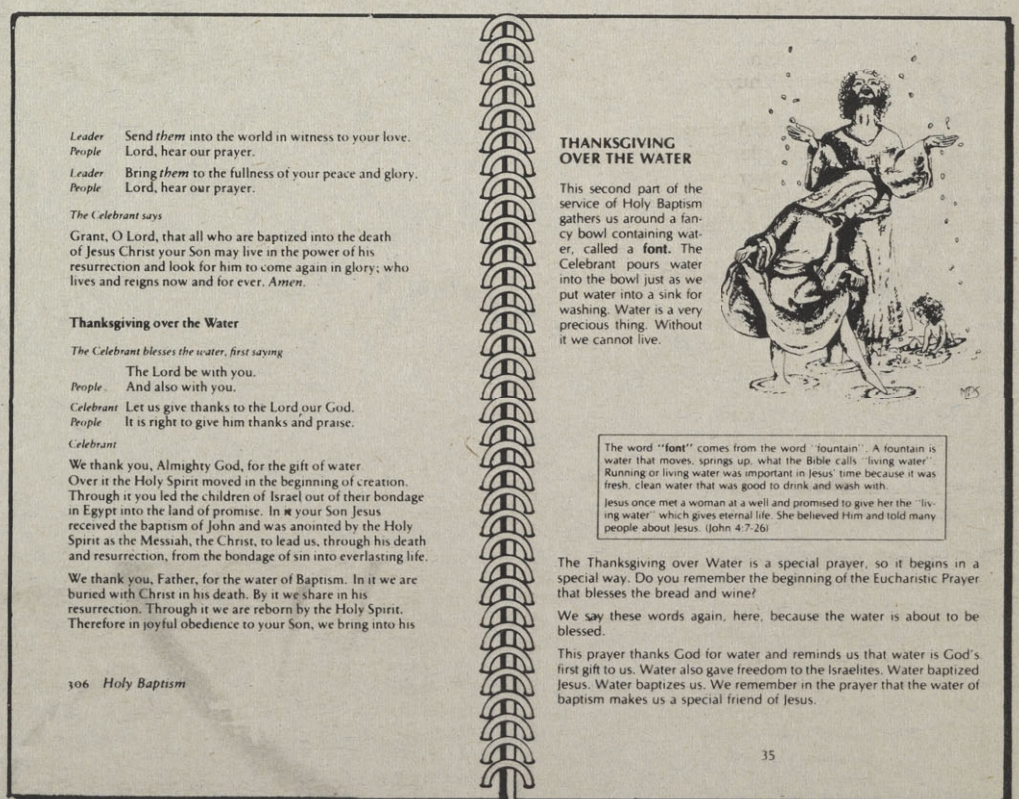 Leader Send them into the world in witness to your love.
People Lord, hear our prayer.
Leader Bring them to the fullness of your peace and glory.
People Lord, hear our prayer.
The Celebrant says
Grant, O Lord, that all who are baptized into the death
of Jesus Christ your Son may live in the power of his
resurrection and look for him to come again in glory; who
lives and reigns now and for ever. Amen.
Thanksgiving over the Water
The Celebrant blesses the water, first saying
The Lord be with you.
People And also with you.
Celebrant Let us give thanks to the Lord our God.
People It is right to give him thanks and praise.
Celebrant
We thank you, Almighty God, for the gift of water
Over it the Holy Spirit moved in the beginning of creation.
Through it you led the children of Israel out of their bondage
in Egypt into the land of promise. In it your Son Jesus
received the baptism of John and was anointed by the Holy
Spirit as the Messiah, the Christ, to lead us, through his death
and resurrection, from the bondage of sin into everlasting life.
We thank you, Father, for the water of Baptism. In it we are
buried with Christ in his death. By it we share in his
resurrection. Through it we are reborn by the Holy Spirit.
Therefore in joyful obedience to your Son, we bring into his
306 Holy Baptism
THANKSGIVING
OVER THE WATER
This second part of the
service of Holy Baptism
gathers us around a fan-
cy bowl containing wat-
er, called a font. The
Celebrant pours water
into the bowl just as we
put water into a sink for
washing. Water is a very
precious thing. Without
it we cannot live.
The word "font" comes from the word "fountain". A fountain is
water that moves, springs up, what the Bible calls "living water".
Running or living water was important in Jesus' time because it was
fresh, clean water that was good to drink and wash with.
Jesus once met a woman at a well and promised to give her the "liv-
ing water" which gives eternal life. She believed Him and told many
people about Jesus. (John 4:7-26)
The Thanksgiving over Water is a special prayer, so it begins in a
special way. Do you remember the beginning of the Eucharistic Prayer
that blesses the bread and wine?
We say these words again, here, because the water is about to be
blessed.
This prayer thanks God for water and reminds us that water is God's
first gift to us. Water also gave freedom to the Israelites. Water baptized
Jesus. Water baptizes us. We remember in the prayer that the water of
baptism makes us a special friend of Jesus.
35